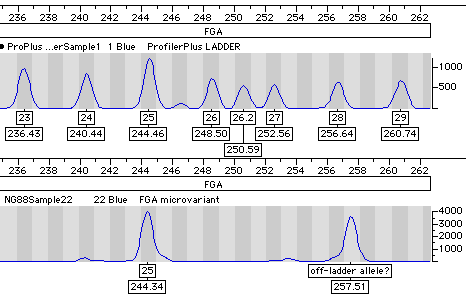 236 238 240 242 244 246 248 250 252 254 256 258 260 262
FGA
● ProPlus ...erSample1 1 Blue ProfilerPlus LADDER
1000
500
23 24 25 26 26.2 27 28 29
236.43 240.44 244.46 248.50 252.56 256.64 260.74
250.59
236 238 240 242 244 246 248 250 252 254 256 258 260 262
FGA
NG88Sample22 22 Blue FGA microvariant
4000
3000
2000
1000
25 off-ladder allele?
244.34 257.51